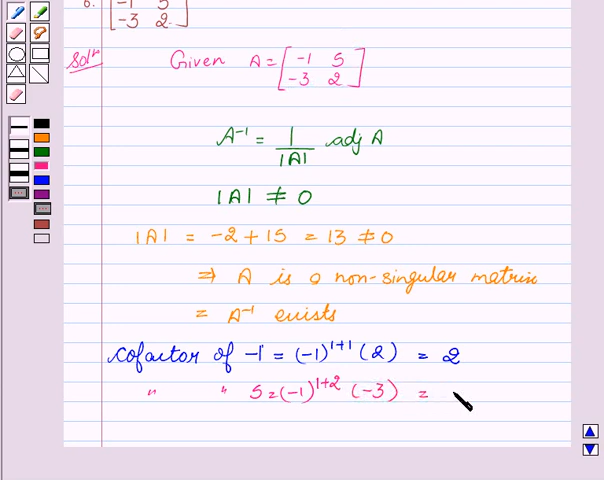 6. [-1 5
-3 2]
Soln Given A = [-1 5
-3 2]
A⁻¹ = 1/|A| adj A
|A| ≠ 0
|A| = -2 + 15 = 13 ≠ 0
⇒ A is a non-singular matrix
= A⁻¹ exists
Cofactor of -1 = (-1)¹⁺¹ (2) = 2
" " 5 = (-1)¹⁺² (-3) =